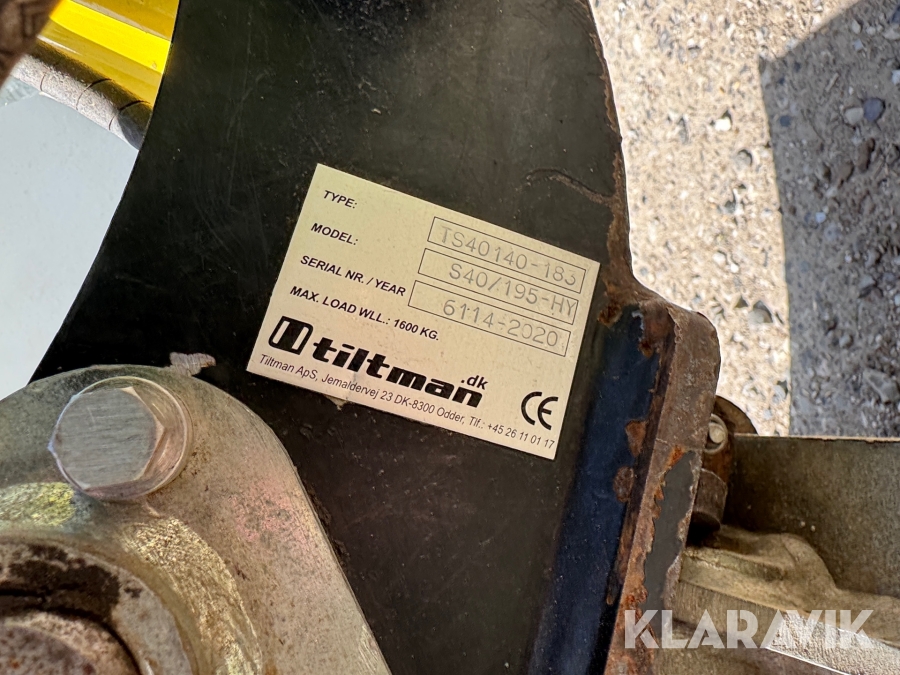 TYPE: TS40140-183
MODEL: S40/195-HY
SERIAL NR. / YEAR 6114-2020
MAX. LOAD WLL.: 1600 KG.
tiltman.dk
CE
Tiltman ApS, Jemaldervej 23 DK-8300 Odder, Tlf.: +45 26 11 01 17
KLARAVIK